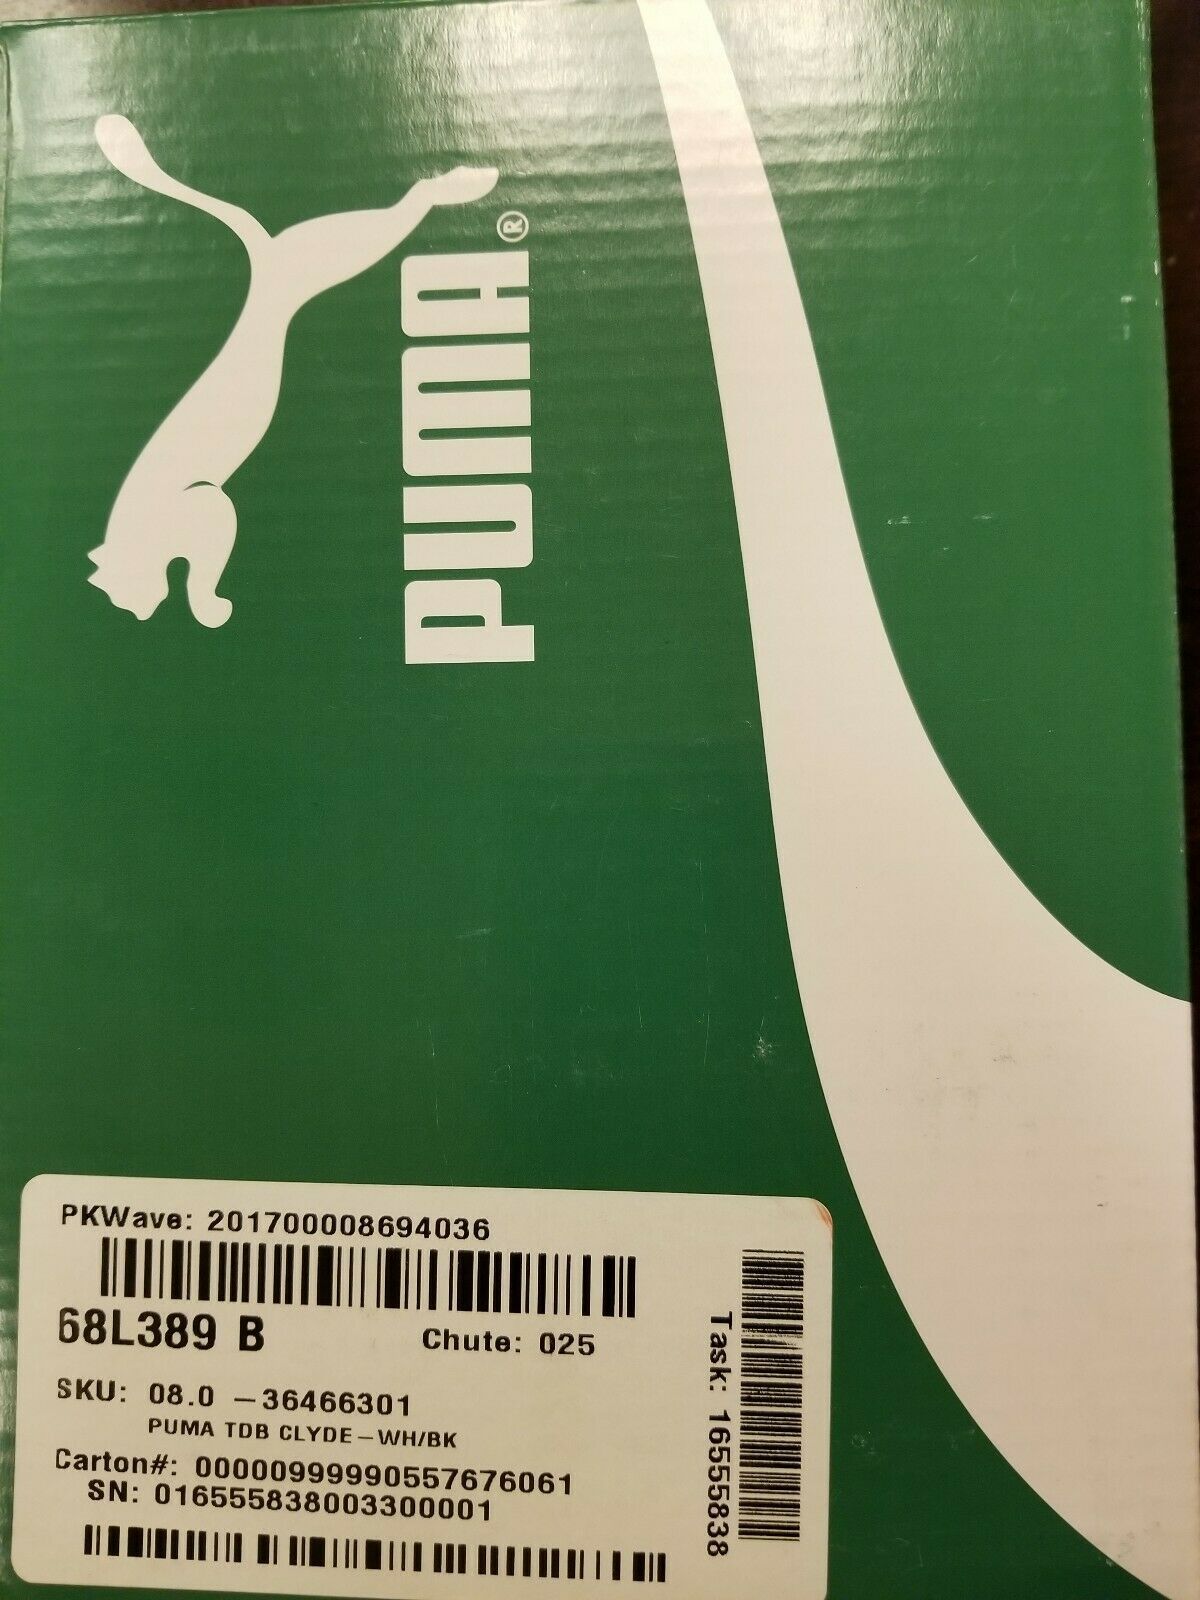 PUMA®
PKWave: 201700008694036
68L389 B
Chute: 025
SKU: 08.0 -36466301
PUMA TDB CLYDE-WH/BK
Carton#: 00000999990557676061
SN: 016555838003300001
Task: 16555838